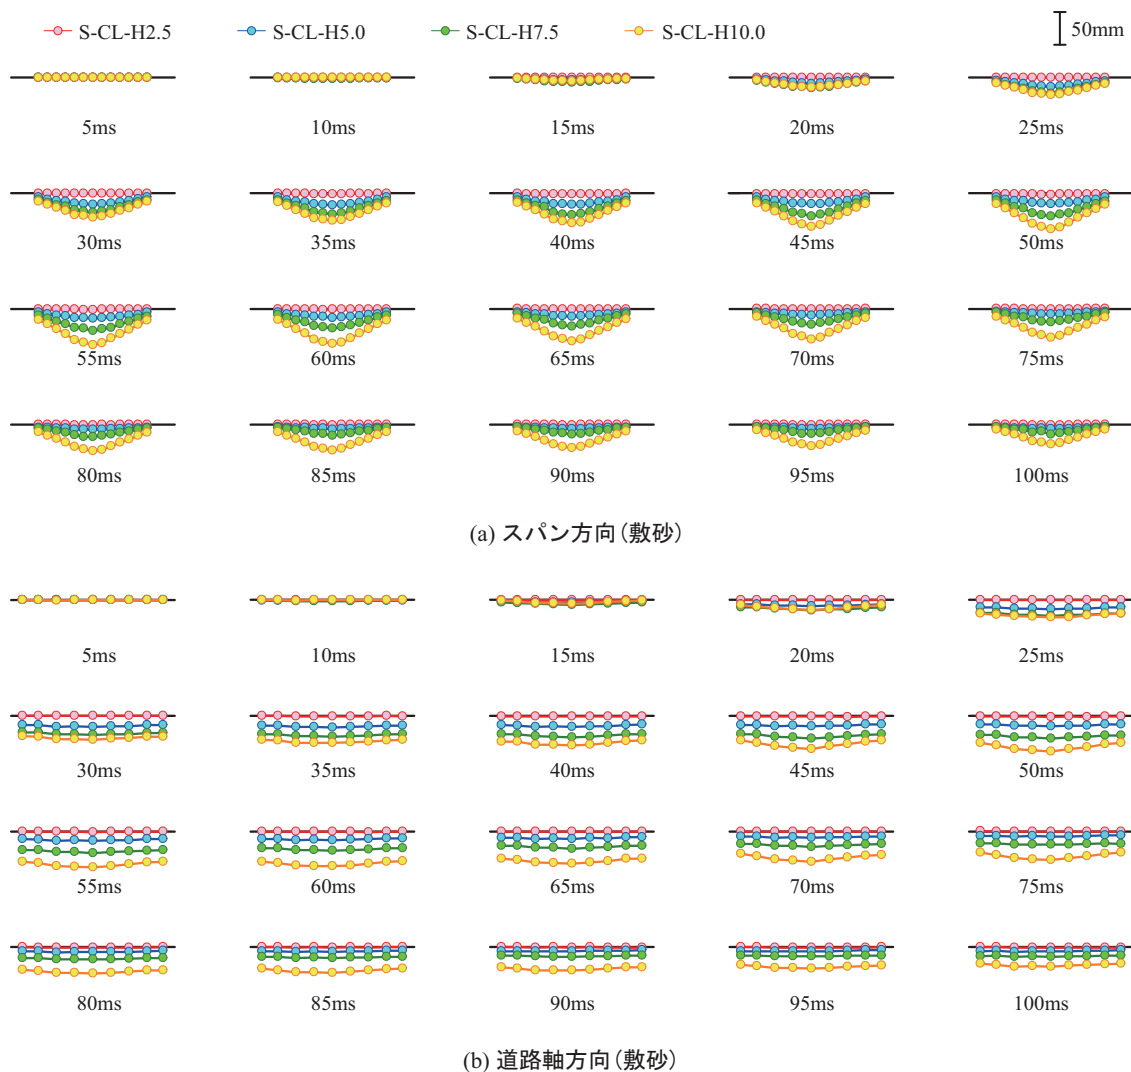 S-CL-H2.5 S-CL-H5.0 S-CL-H7.5 S-CL-H10.0 50mm
5ms 10ms 15ms 20ms 25ms
30ms 35ms 40ms 45ms 50ms
55ms 60ms 65ms 70ms 75ms
80ms 85ms 90ms 95ms 100ms
(a) スパン方向（敷砂）
5ms 10ms 15ms 20ms 25ms
30ms 35ms 40ms 45ms 50ms
55ms 60ms 65ms 70ms 75ms
80ms 85ms 90ms 95ms 100ms
(b) 道路軸方向（敷砂）